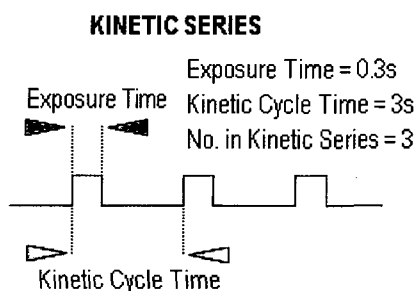 KINETIC SERIES
Exposure Time = 0.3s
Exposure Time
Kinetic Cycle Time = 3s
No. in Kinetic Series = 3
Kinetic Cycle Time